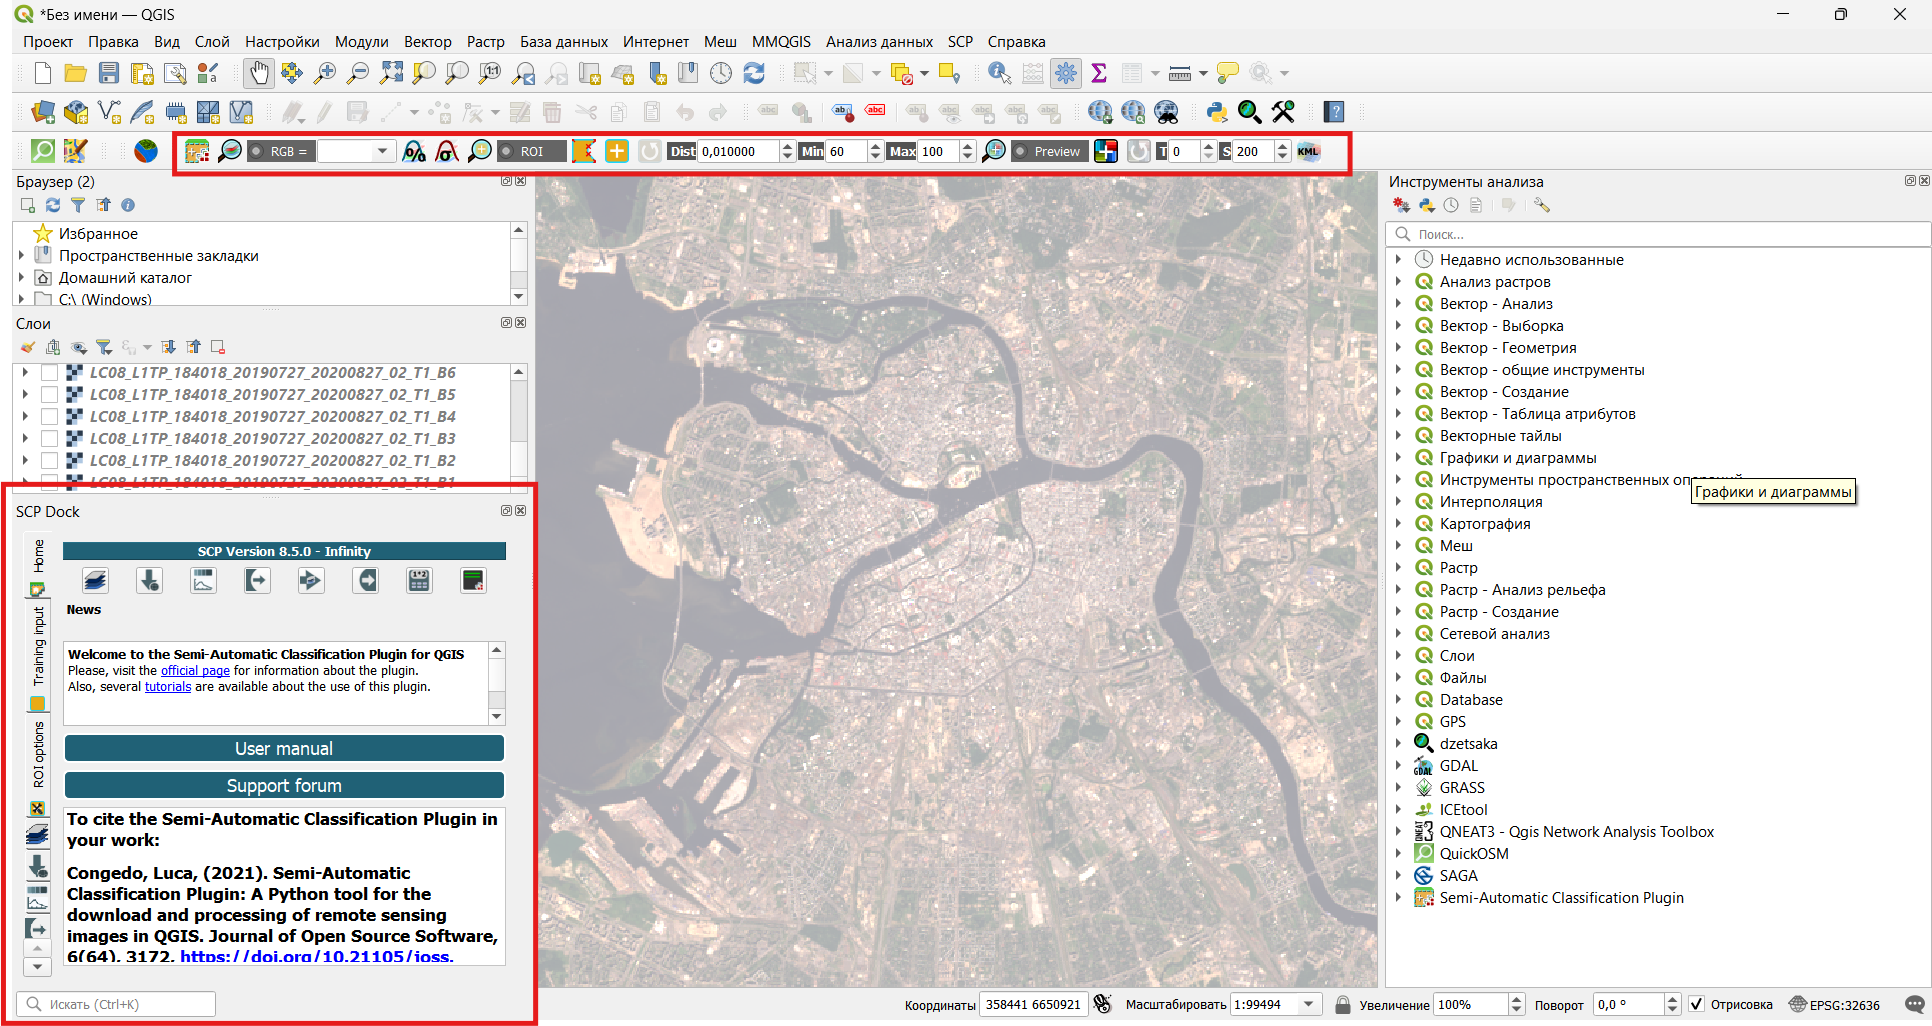 *Без имени — QGIS
Проект Правка Вид Слой Настройки Модули Вектор Растр База данных Интернет Меш MMQGIS Анализ данных SCP Справка
RGB = ROI Dist 0,010000 Min 60 Max 100 Preview T 0 S 200 KML
Браузер (2)
Избранное
Пространственные закладки
Домашний каталог
C:\ (Windows)
Слои
LC08_L1TP_184018_20190727_20200827_02_T1_B6
LC08_L1TP_184018_20190727_20200827_02_T1_B5
LC08_L1TP_184018_20190727_20200827_02_T1_B4
LC08_L1TP_184018_20190727_20200827_02_T1_B3
LC08_L1TP_184018_20190727_20200827_02_T1_B2
LC08_L1TP_184018_20190727_20200827_02_T1_B1
SCP Dock
Home
Training input
ROI options
SCP Version 8.5.0 - Infinity
News
Welcome to the Semi-Automatic Classification Plugin for QGIS
Please, visit the official page for information about the plugin.
Also, several tutorials are available about the use of this plugin.
User manual
Support forum
To cite the Semi-Automatic Classification Plugin in
your work:
Congedo, Luca, (2021). Semi-Automatic
Classification Plugin: A Python tool for the
download and processing of remote sensing
images in QGIS. Journal of Open Source Software,
6(64), 3172, https://doi.org/10.21105/joss.
Искать (Ctrl+K)
Инструменты анализа
Поиск...
Недавно использованные
Анализ растров
Вектор - Анализ
Вектор - Выборка
Вектор - Геометрия
Вектор - общие инструменты
Вектор - Создание
Вектор - Таблица атрибутов
Векторные тайлы
Графики и диаграммы
Инструменты пространственных
Графики и диаграммы
Интерполяция
Картография
Меш
Растр
Растр - Анализ рельефа
Растр - Создание
Сетевой анализ
Слои
Файлы
Database
GPS
dzetsaka
GDAL
GRASS
ICEtool
QNEAT3 - Qgis Network Analysis Toolbox
QuickOSM
SAGA
Semi-Automatic Classification Plugin
Координаты 358441 6650921 Масштабировать 1:99494 Увеличение 100% Поворот 0,0 ° Отрисовка EPSG:32636